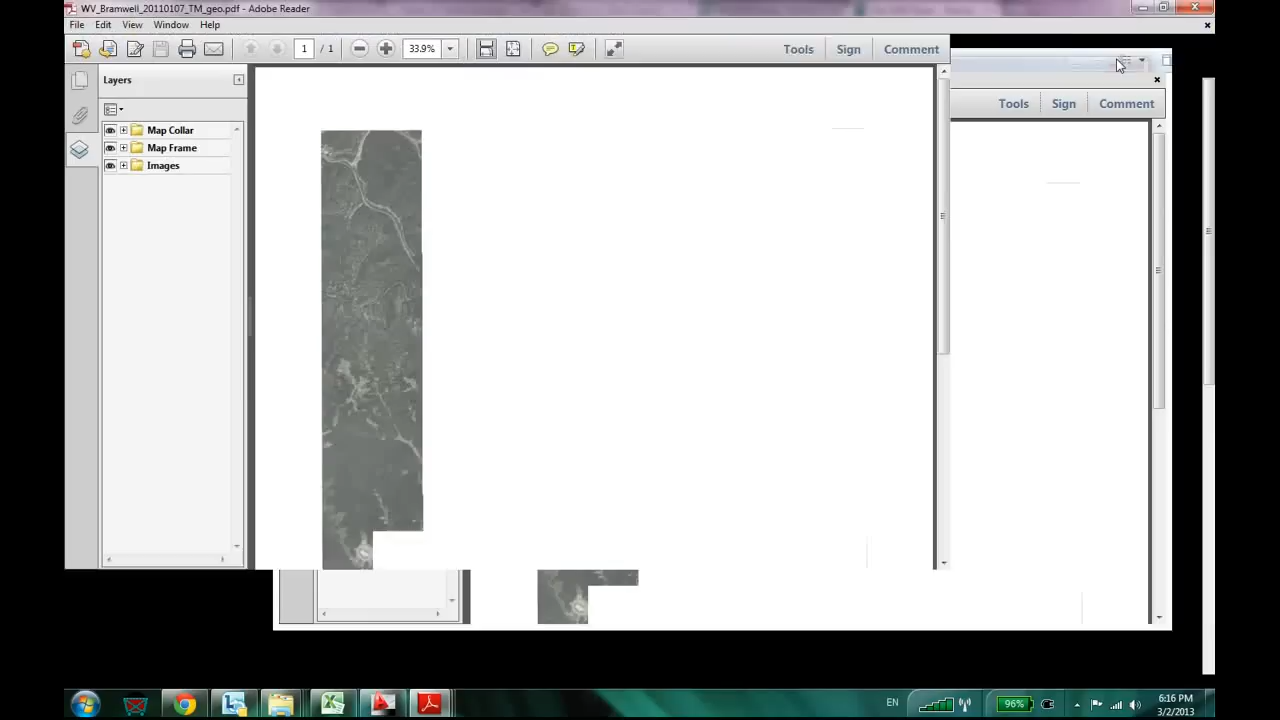 WV_Bramwell_20110107_TM_geo.pdf - Adobe Reader
File Edit View Window Help
1 / 1 33.9% Tools Sign Comment
Layers
Tools Sign Comment
Map Collar
Map Frame
Images
EN 96% 6:16 PM
3/2/2013